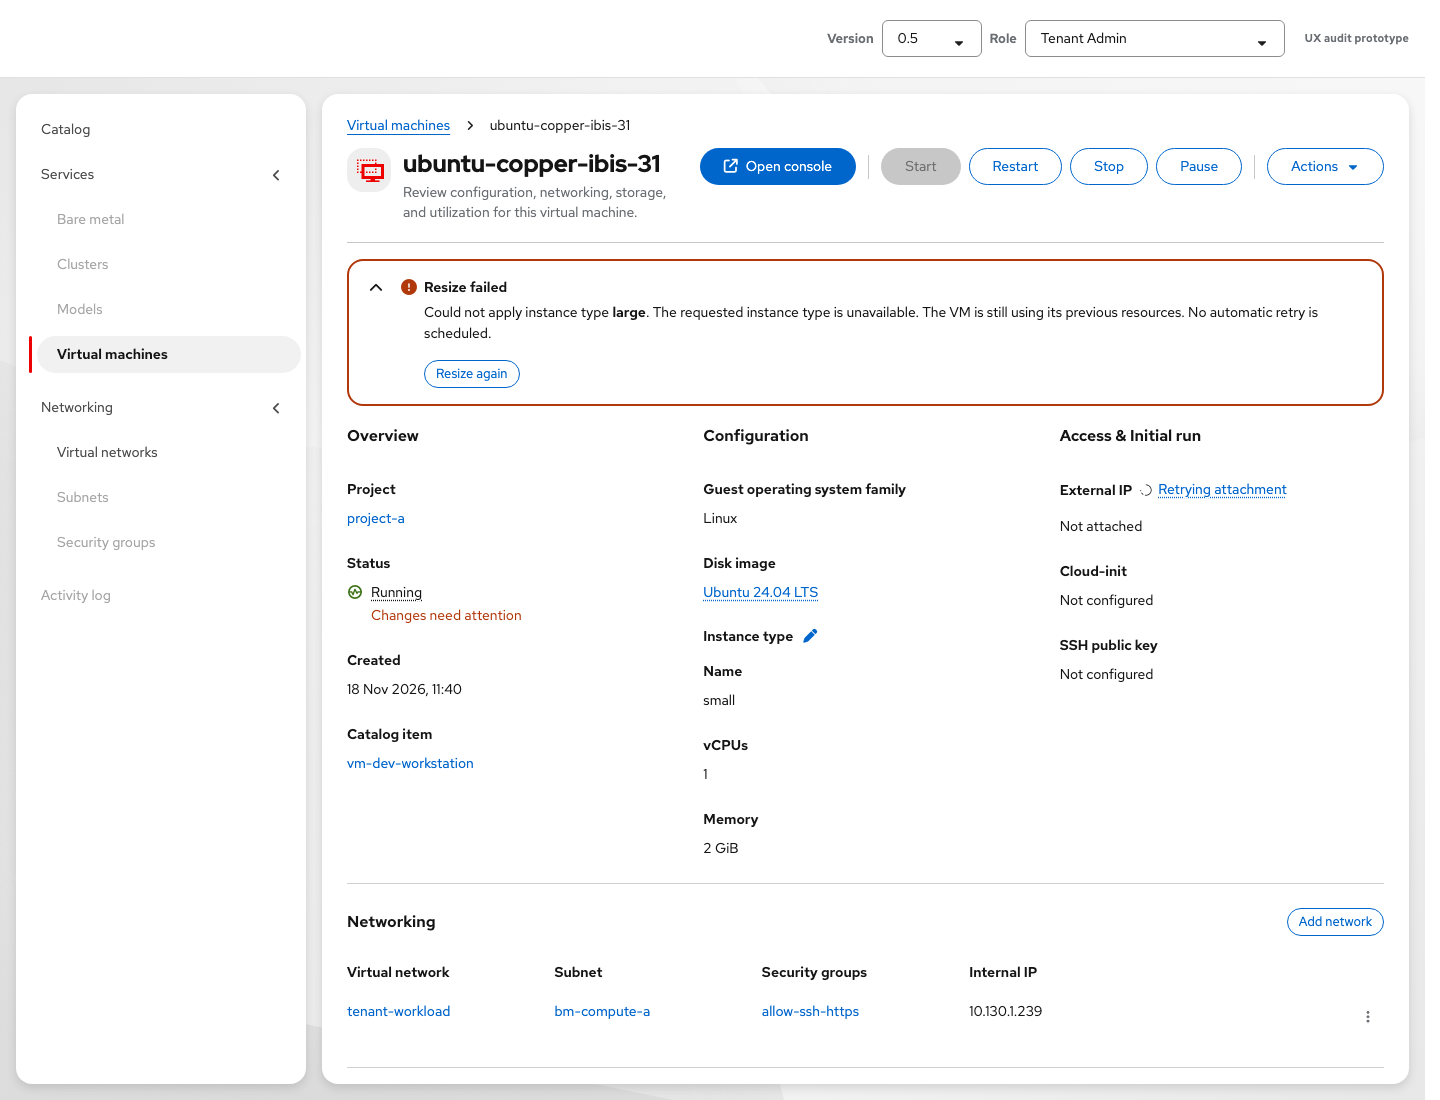 Version
0.5
Role
Tenant Admin
UX audit prototype
Catalog
Services
Bare metal
Clusters
Models
Virtual machines
Networking
Virtual networks
Subnets
Security groups
Activity log
Virtual machines
ubuntu-copper-ibis-31
ubuntu-copper-ibis-31
Review configuration, networking, storage,
and utilization for this virtual machine.
Open console
Start
Restart
Stop
Pause
Actions
Resize failed
Could not apply instance type large. The requested instance type is unavailable. The VM is still using its previous resources. No automatic retry is
scheduled.
Resize again
Overview
Project
project-a
Status
Running
Changes need attention
Created
18 Nov 2026, 11:40
Catalog item
vm-dev-workstation
Configuration
Guest operating system family
Linux
Disk image
Ubuntu 24.04 LTS
Instance type
Name
small
vCPUs
1
Memory
2 GiB
Access & Initial run
External IP
Retrying attachment
Not attached
Cloud-init
Not configured
SSH public key
Not configured
Networking
Add network
Virtual network
Subnet
Security groups
Internal IP
tenant-workload
bm-compute-a
allow-ssh-https
10.130.1.239